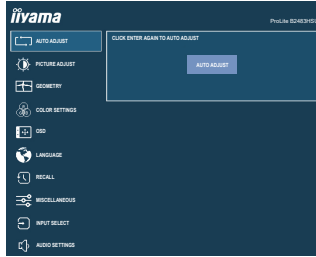 iiyama
ProLite B2483HSU
AUTO ADJUST
CLICK ENTER AGAIN TO AUTO ADJUST
AUTO ADJUST
PICTURE ADJUST
GEOMETRY
COLOR SETTINGS
OSD
LANGUAGE
RECALL
MISCELLANEOUS
INPUT SELECT
AUDIO SETTINGS